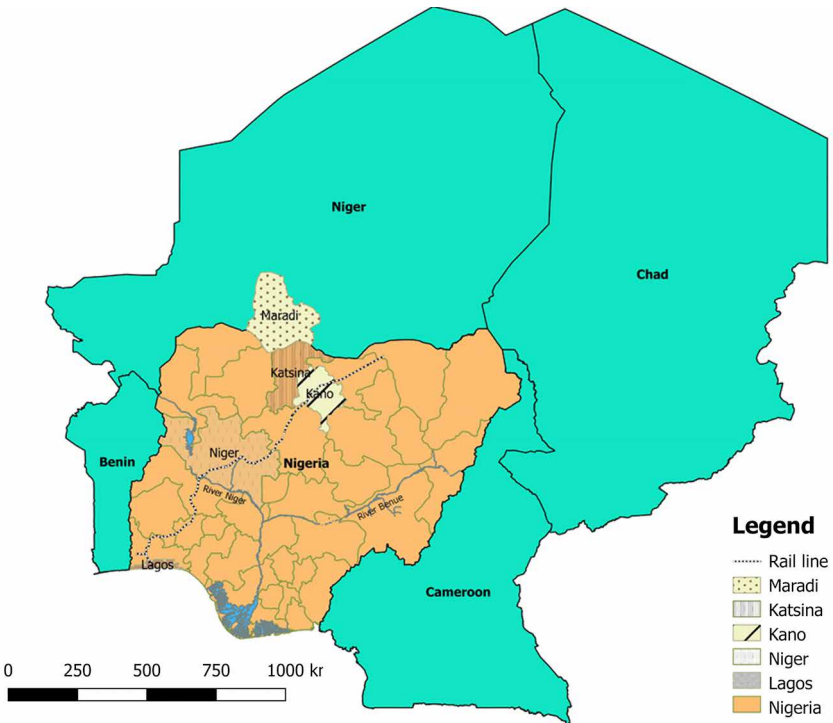 Niger
Chad
Maradi
Katsina
Kano
Niger
Nigeria
Benin
River Niger
River Benue
Lagos
Cameroon
Legend
Rail line
Maradi
Katsina
Kano
Niger
Lagos
Nigeria
0 250 500 750 1000 kr